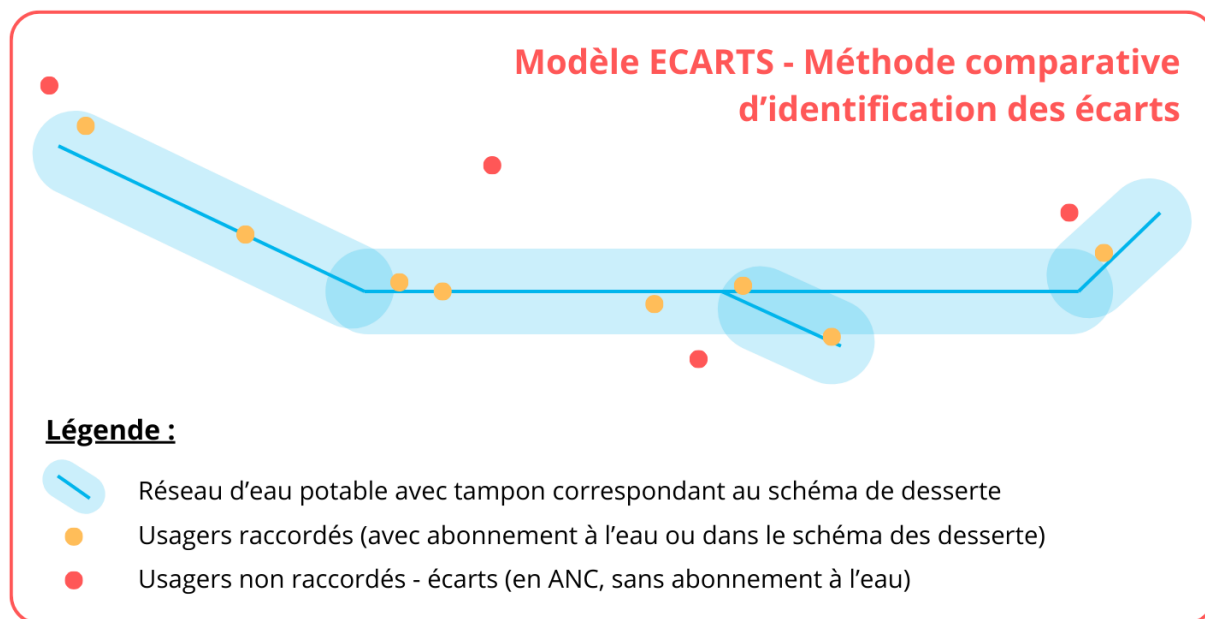 Modèle ECARTS - Méthode comparative
d’identification des écarts
Légende :
Réseau d’eau potable avec tampon correspondant au schéma de desserte
Usagers raccordés (avec abonnement à l’eau ou dans le schéma des desserte)
Usagers non raccordés - écarts (en ANC, sans abonnement à l’eau)